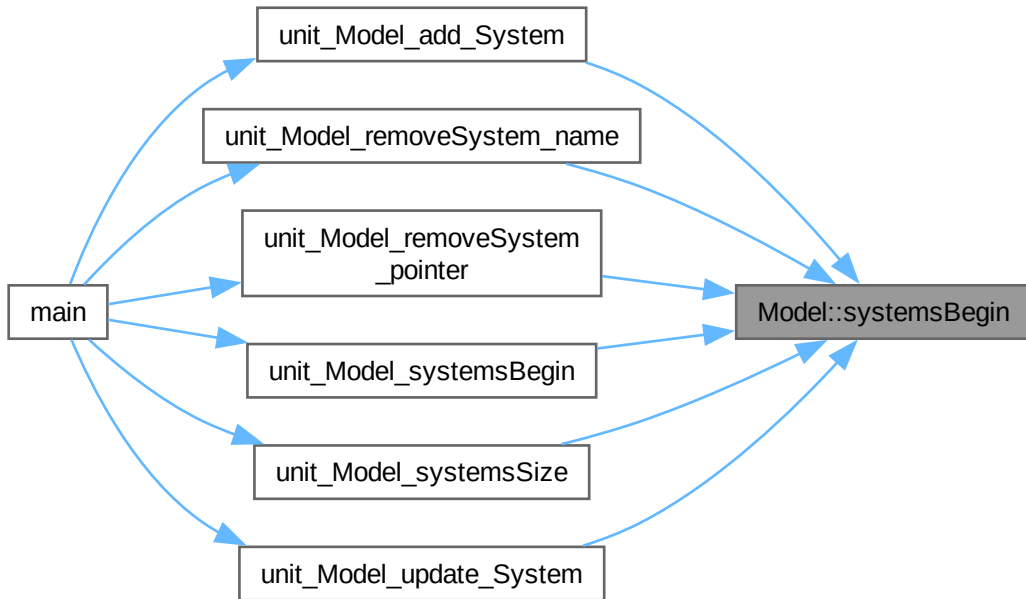 unit_Model_add_System
unit_Model_removeSystem_name
unit_Model_removeSystem
_pointer
main
Model::systemsBegin
unit_Model_systemsBegin
unit_Model_systemsSize
unit_Model_update_System